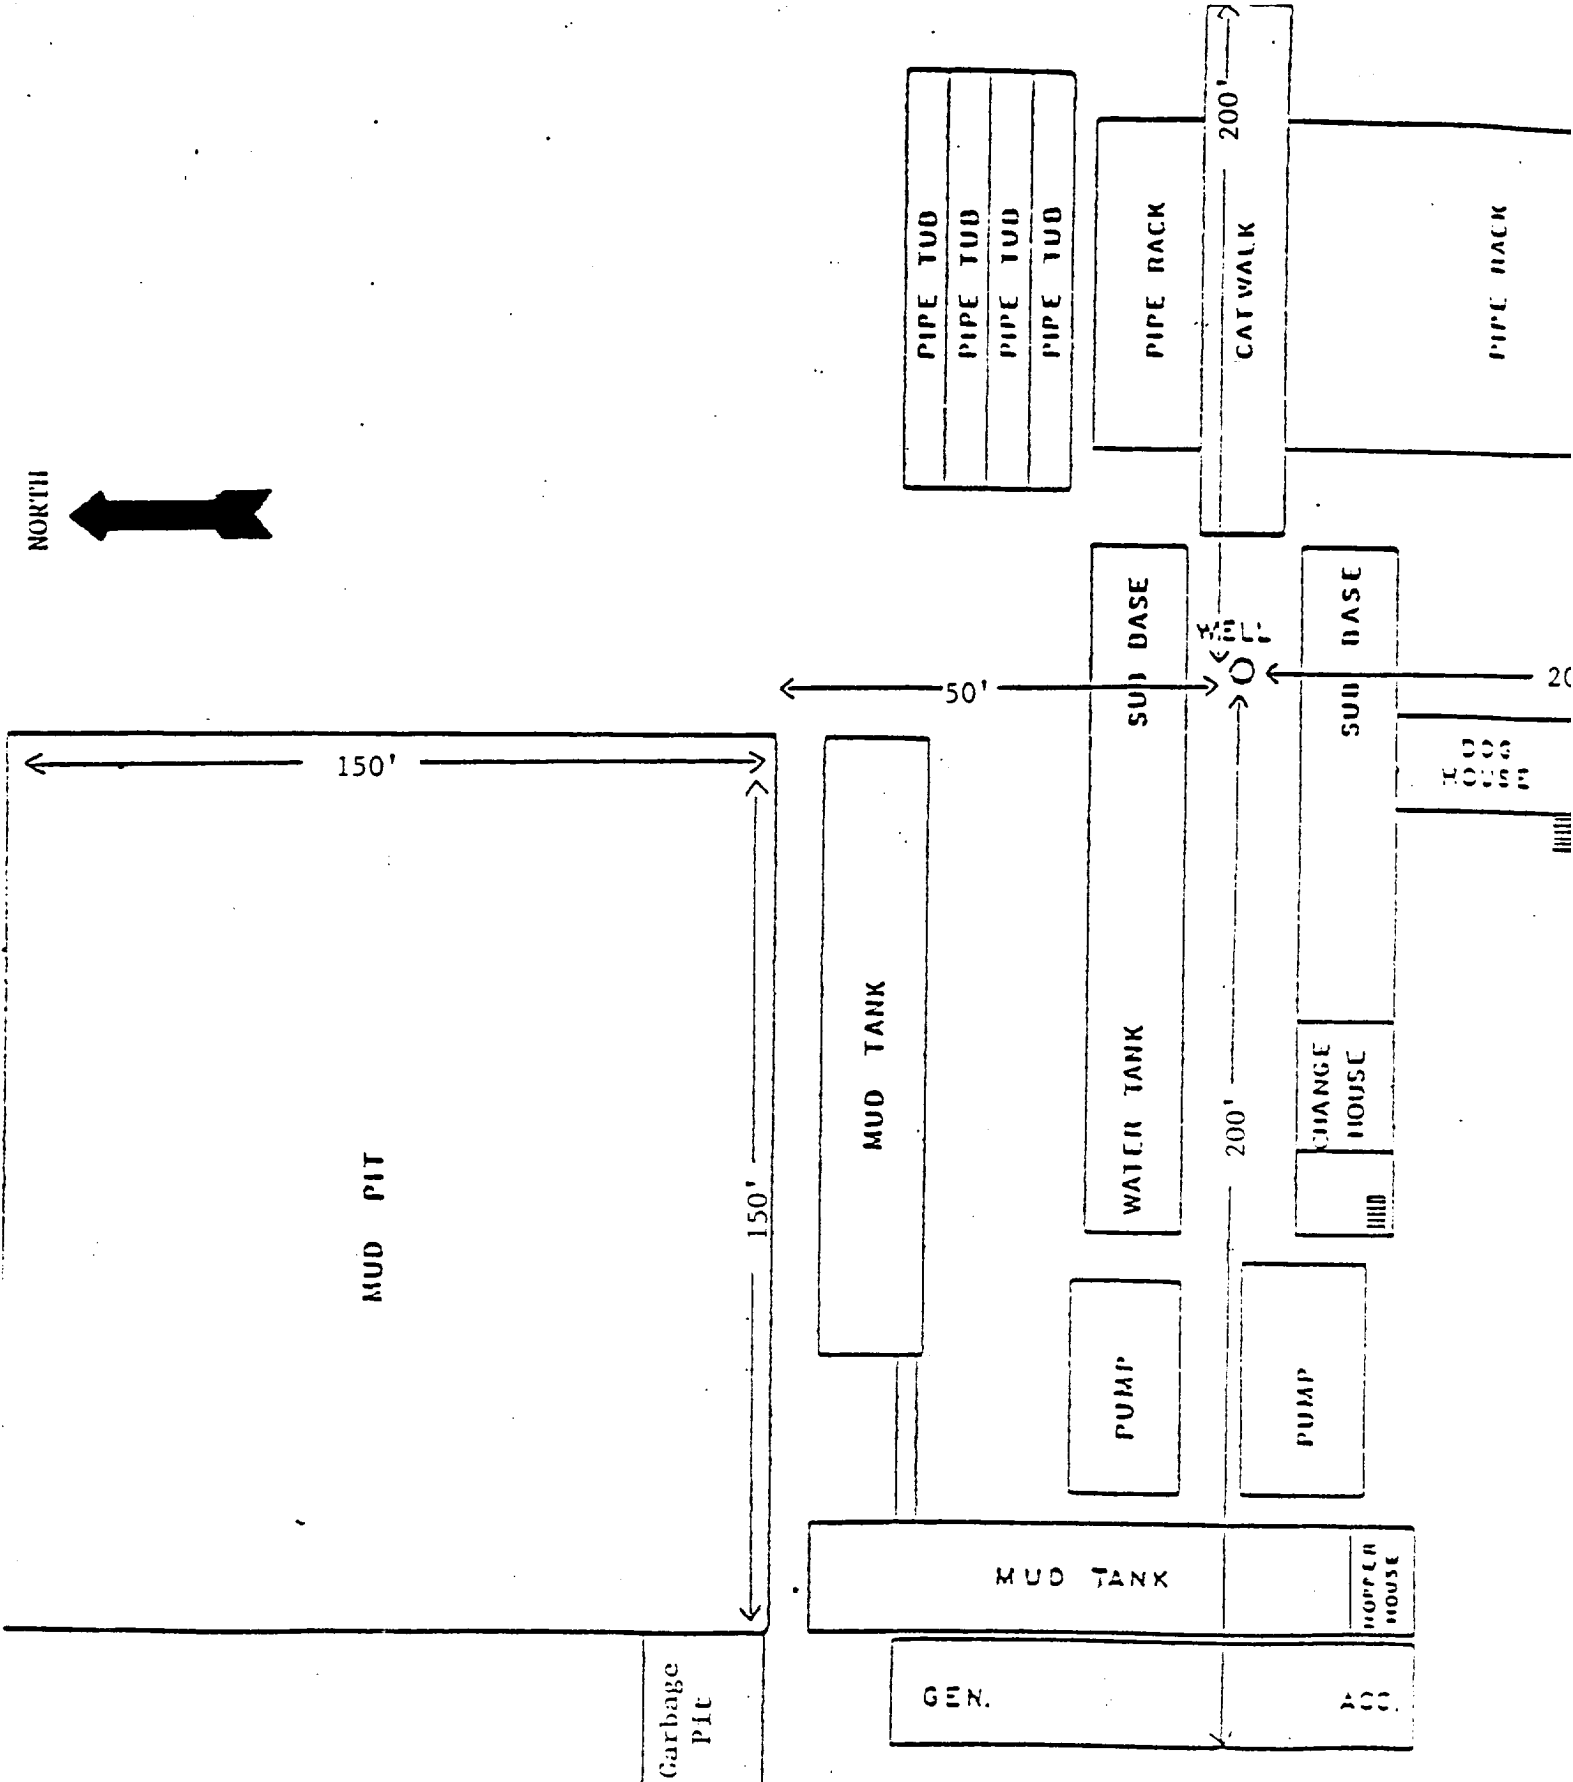 NORTH
200'
PIPE TUB
PIPE TUB
PIPE TUB
PIPE TUB
PIPE RACK
CATWALK
PIPE RACK
SUB BASE
WELL
SUB BASE
50'
20
DOG
HOUSE
150'
MUD PIT
150'
MUD TANK
WATER TANK
200'
CHANGE
HOUSE
PUMP
PUMP
MUD TANK
HOPPER
HOUSE
Garbage
Pit
GEN.
ACC.